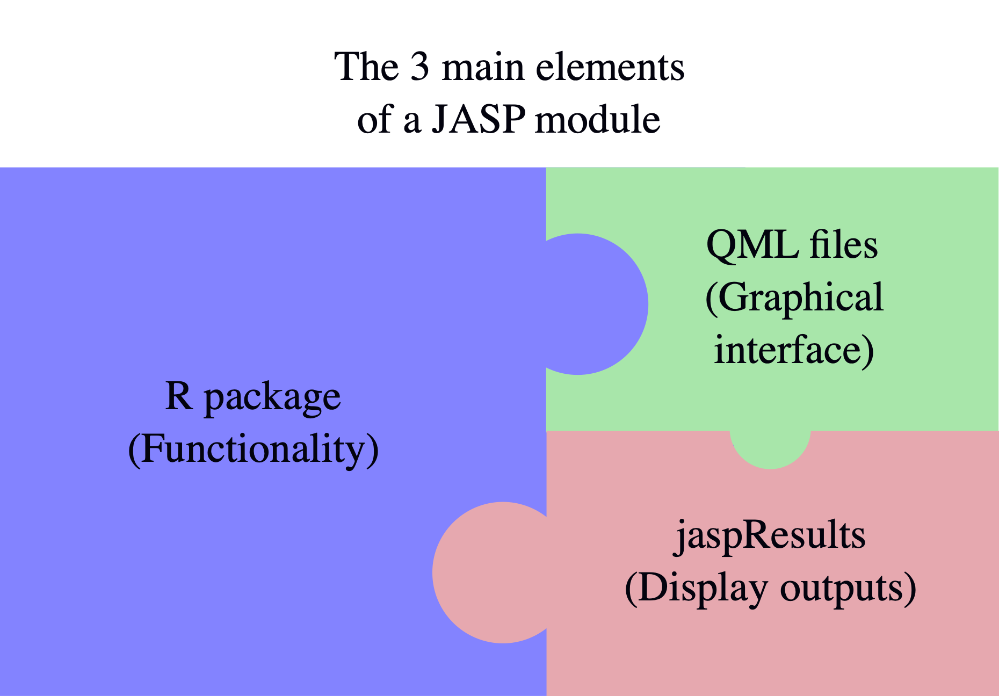 The 3 main elements
of a JASP module
R package
(Functionality)
QML files
(Graphical
interface)
jaspResults
(Display outputs)